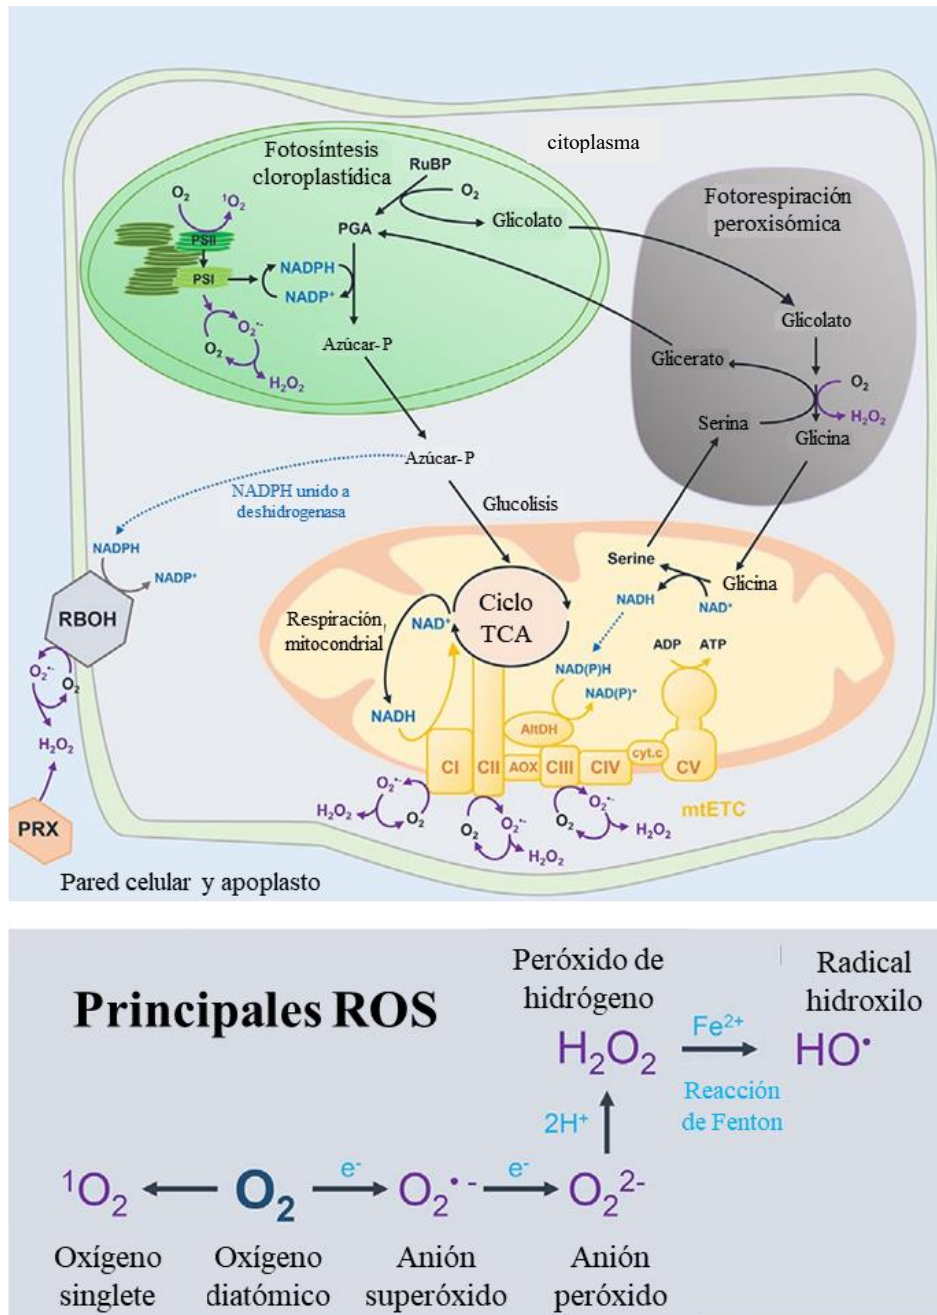 citoplasma
Fotosíntesis
cloroplastídica
RuBP
O₂
Glicolato
PGA
O₂
¹O₂
PSII
PSI
NADPH
NADP⁺
O₂•-
O₂
H₂O₂
Azúcar-P
Fotorespiración
peroxisómica
Glicolato
Glicerato
O₂
H₂O₂
Serina
Glicina
Azúcar-P
NADPH unido a
deshidrogenasa
Glucolisis
NADPH
NADP⁺
RBOH
O₂•-
O₂
H₂O₂
PRX
Serine
Glicina
NADH
NAD⁺
Ciclo
TCA
Respiración
mitocondrial
NAD⁺
NADH
ADP
ATP
NAD(P)H
NAD(P)⁺
AltDH
CI
CII
AOX
CIII
CIV
cyt.c
CV
mtETC
O₂•-
H₂O₂
O₂
O₂
O₂•-
H₂O₂
O₂•-
O₂
H₂O₂
Pared celular y apoplasto
Principales ROS
Peróxido de
hidrógeno
Radical
hidroxilo
H₂O₂
Fe²⁺
HO•
Reacción
de Fenton
2H⁺
¹O₂
O₂
e⁻
O₂•-
e⁻
O₂²⁻
Oxígeno
singlete
Oxígeno
diatómico
Anión
superóxido
Anión
peróxido